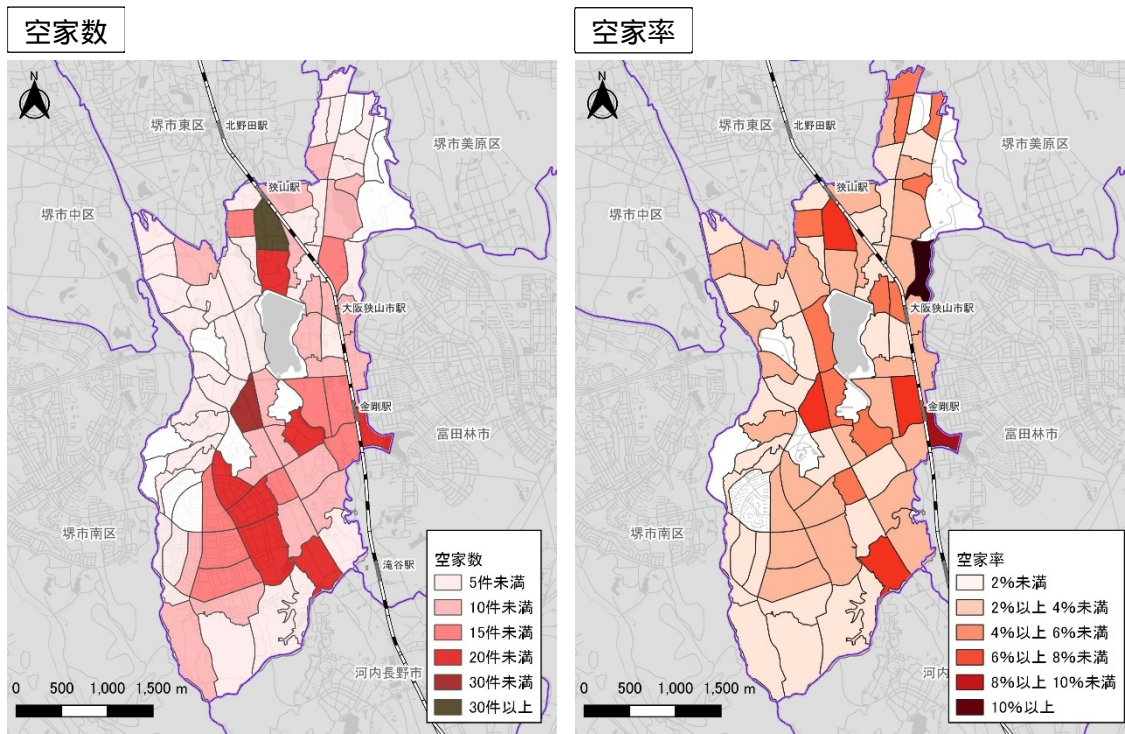 空家数
N
北野田駅
堺市東区
堺市美原区
狭山駅
堺市中区
大阪狭山市駅
金剛駅
富田林市
堺市南区
滝谷駅
河内長野市
空家数
5件未満
10件未満
15件未満
20件未満
30件未満
30件以上
0 500 1,000 1,500 m
空家率
N
北野田駅
堺市東区
堺市美原区
狭山駅
堺市中区
大阪狭山市駅
金剛駅
富田林市
堺市南区
河内
空家率
2%未満
2%以上 4%未満
4%以上 6%未満
6%以上 8%未満
8%以上 10%未満
10%以上
0 500 1,000 1,500 m